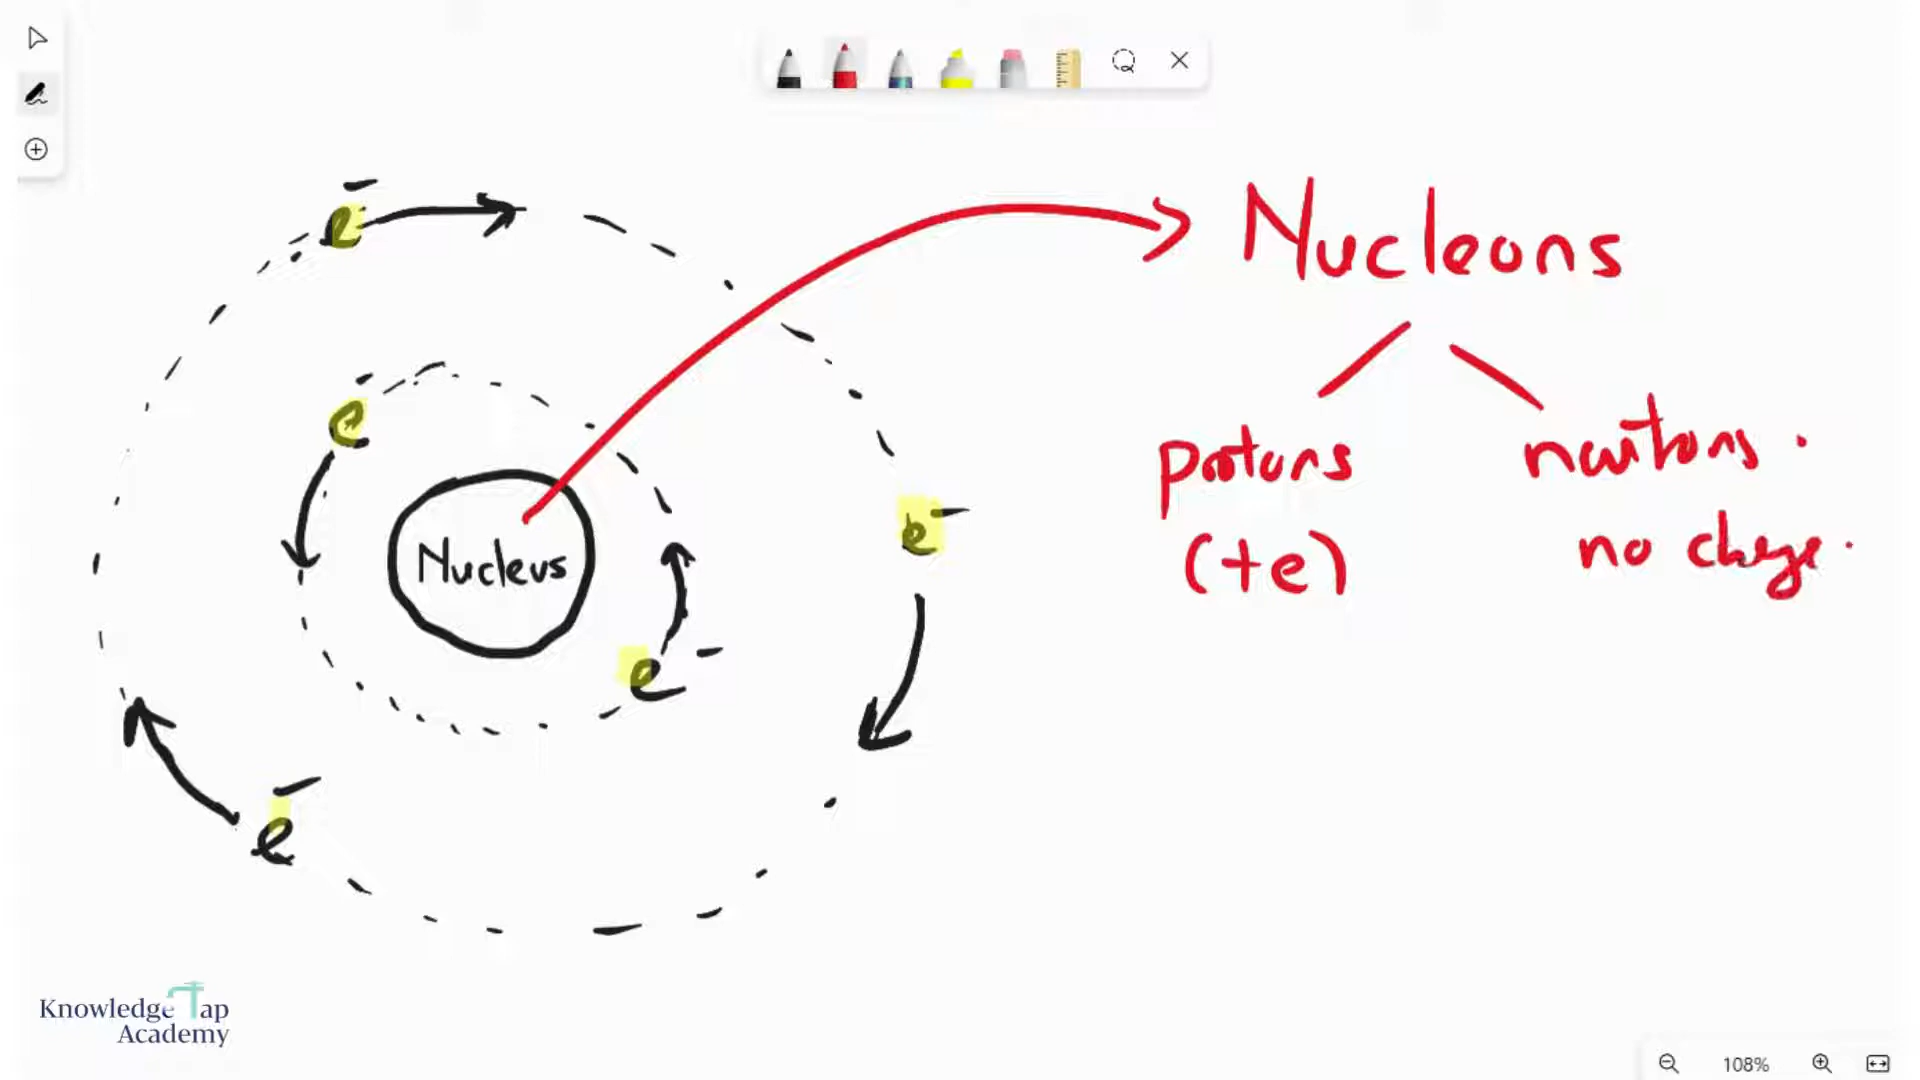 e-
Nucleons
e-
protons
neutrons.
e-
(+e)
no charge.
Nucleus
e-
e-
Knowledge Tap
Academy
108%